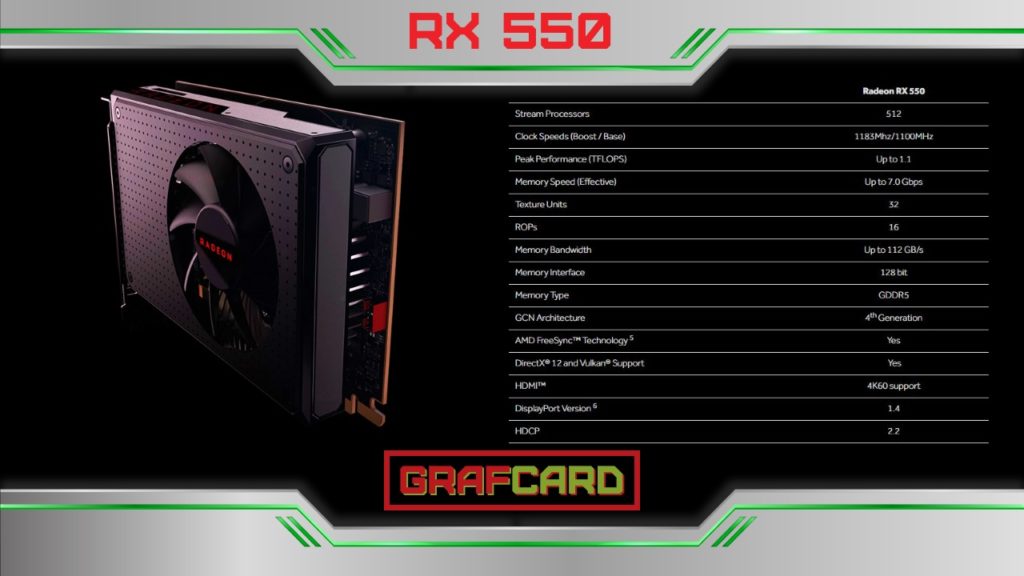 RX 550
Radeon RX 550
Stream Processors 512
Clock Speeds (Boost / Base) 1183Mhz/1100MHz
Peak Performance (TFLOPS) Up to 1.1
Memory Speed (Effective) Up to 7.0 Gbps
Texture Units 32
ROPs 16
Memory Bandwidth Up to 112 GB/s
Memory Interface 128 bit
Memory Type GDDR5
GCN Architecture 4th Generation
AMD FreeSync™ Technology 5 Yes
DirectX® 12 and Vulkan® Support Yes
HDMI™ 4K60 support
DisplayPort Version 6 1.4
HDCP 2.2
RADEON
GRAFCARD